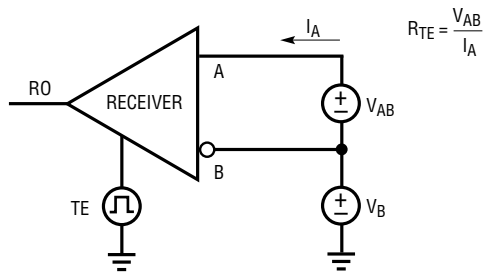 I_A
R_TE = V_AB / I_A
A
RO
RECEIVER
+
−
V_AB
B
TE
+
−
V_B